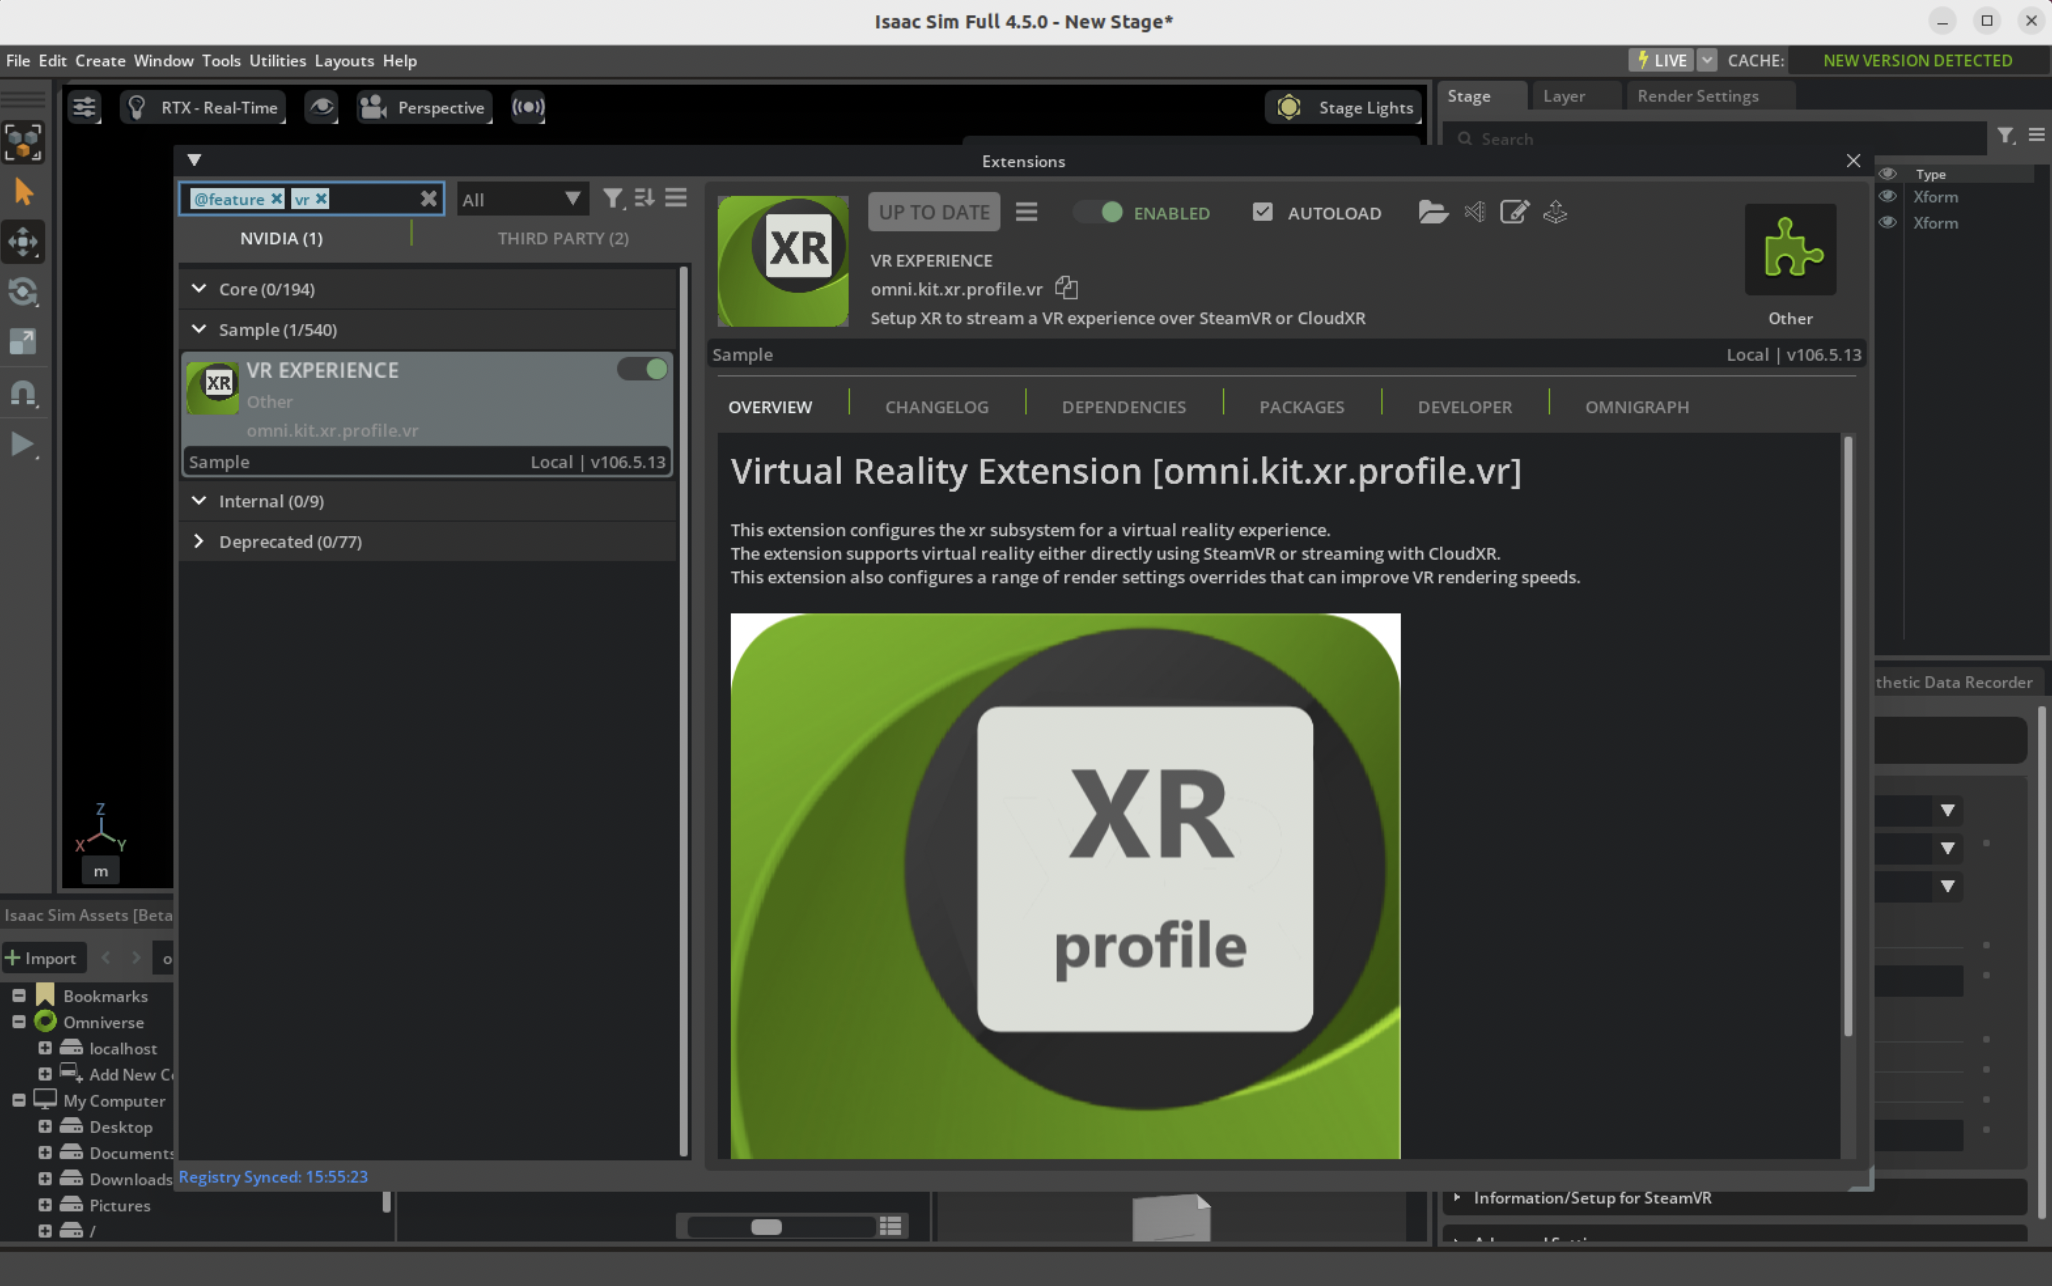 Isaac Sim Full 4.5.0 - New Stage*
File Edit Create Window Tools Utilities Layouts Help
LIVE CACHE: NEW VERSION DETECTED
RTX - Real-Time
Perspective
Stage Lights
Stage Layer Render Settings
Search
Type
Xform
Xform
Extensions
@feature vr
All
NVIDIA (1) THIRD PARTY (2)
Core (0/194)
Sample (1/540)
XR
VR EXPERIENCE
Other
omni.kit.xr.profile.vr
Sample Local | v106.5.13
Internal (0/9)
Deprecated (0/77)
Registry Synced: 15:55:23
XR
UP TO DATE ENABLED AUTOLOAD
VR EXPERIENCE
omni.kit.xr.profile.vr
Setup XR to stream a VR experience over SteamVR or CloudXR
Other
Sample Local | v106.5.13
OVERVIEW CHANGELOG DEPENDENCIES PACKAGES DEVELOPER OMNIGRAPH
Virtual Reality Extension [omni.kit.xr.profile.vr]
This extension configures the xr subsystem for a virtual reality experience.
The extension supports virtual reality either directly using SteamVR or streaming with CloudXR.
This extension also configures a range of render settings overrides that can improve VR rendering speeds.
XR
profile
Z
X Y
m
Isaac Sim Assets [Beta
Import
Bookmarks
Omniverse
localhost
Add New C
My Computer
Desktop
Documents
Downloads
Pictures
/
thetic Data Recorder
Information/Setup for SteamVR